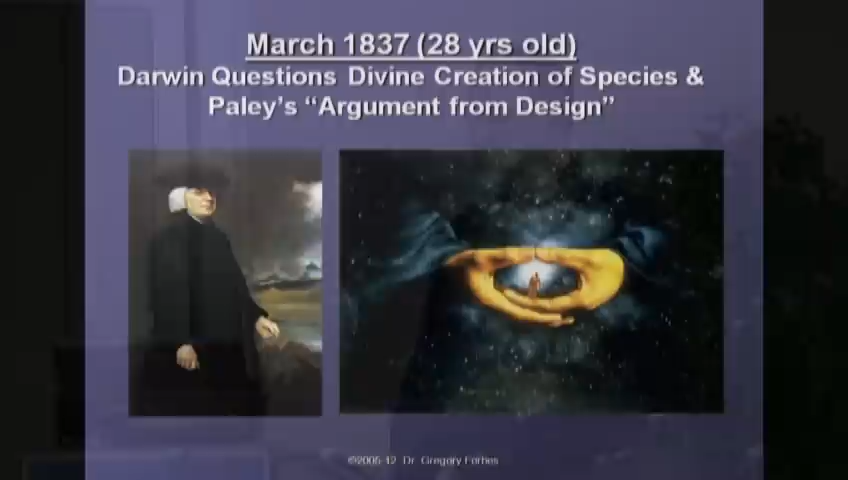 March 1837 (28 yrs old)
Darwin Questions Divine Creation of Species &
Paley's “Argument from Design”
©2005-12 Dr. Gregory Forbes